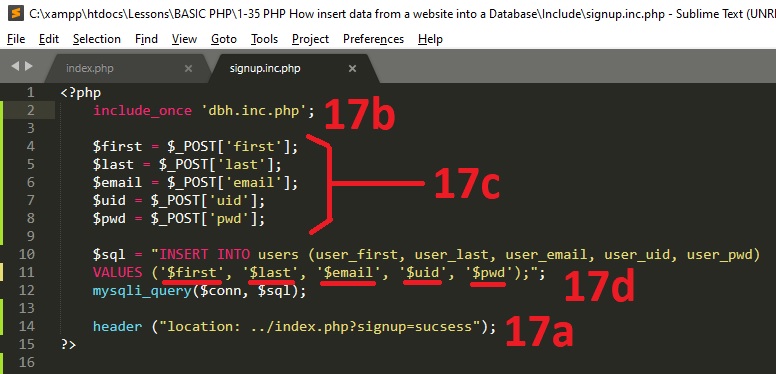 C:\xampp\htdocs\Lessons\BASIC PHP\1-35 PHP How insert data from a website into a Database\Include\signup.inc.php - Sublime Text (UNRE
File Edit Selection Find View Goto Tools Project Preferences Help
index.php × signup.inc.php ×
1 <?php
2 include_once 'dbh.inc.php'; 17b
3
4 $first = $_POST['first'];
5 $last = $_POST['last'];
6 $email = $_POST['email']; 17c
7 $uid = $_POST['uid'];
8 $pwd = $_POST['pwd'];
9
10 $sql = "INSERT INTO users (user_first, user_last, user_email, user_uid, user_pwd)
11 VALUES ('$first', '$last', '$email', '$uid', '$pwd');"; 17d
12 mysqli_query($conn, $sql);
13
14 header ("location: ../index.php?signup=sucsess"); 17a
15 ?>
16